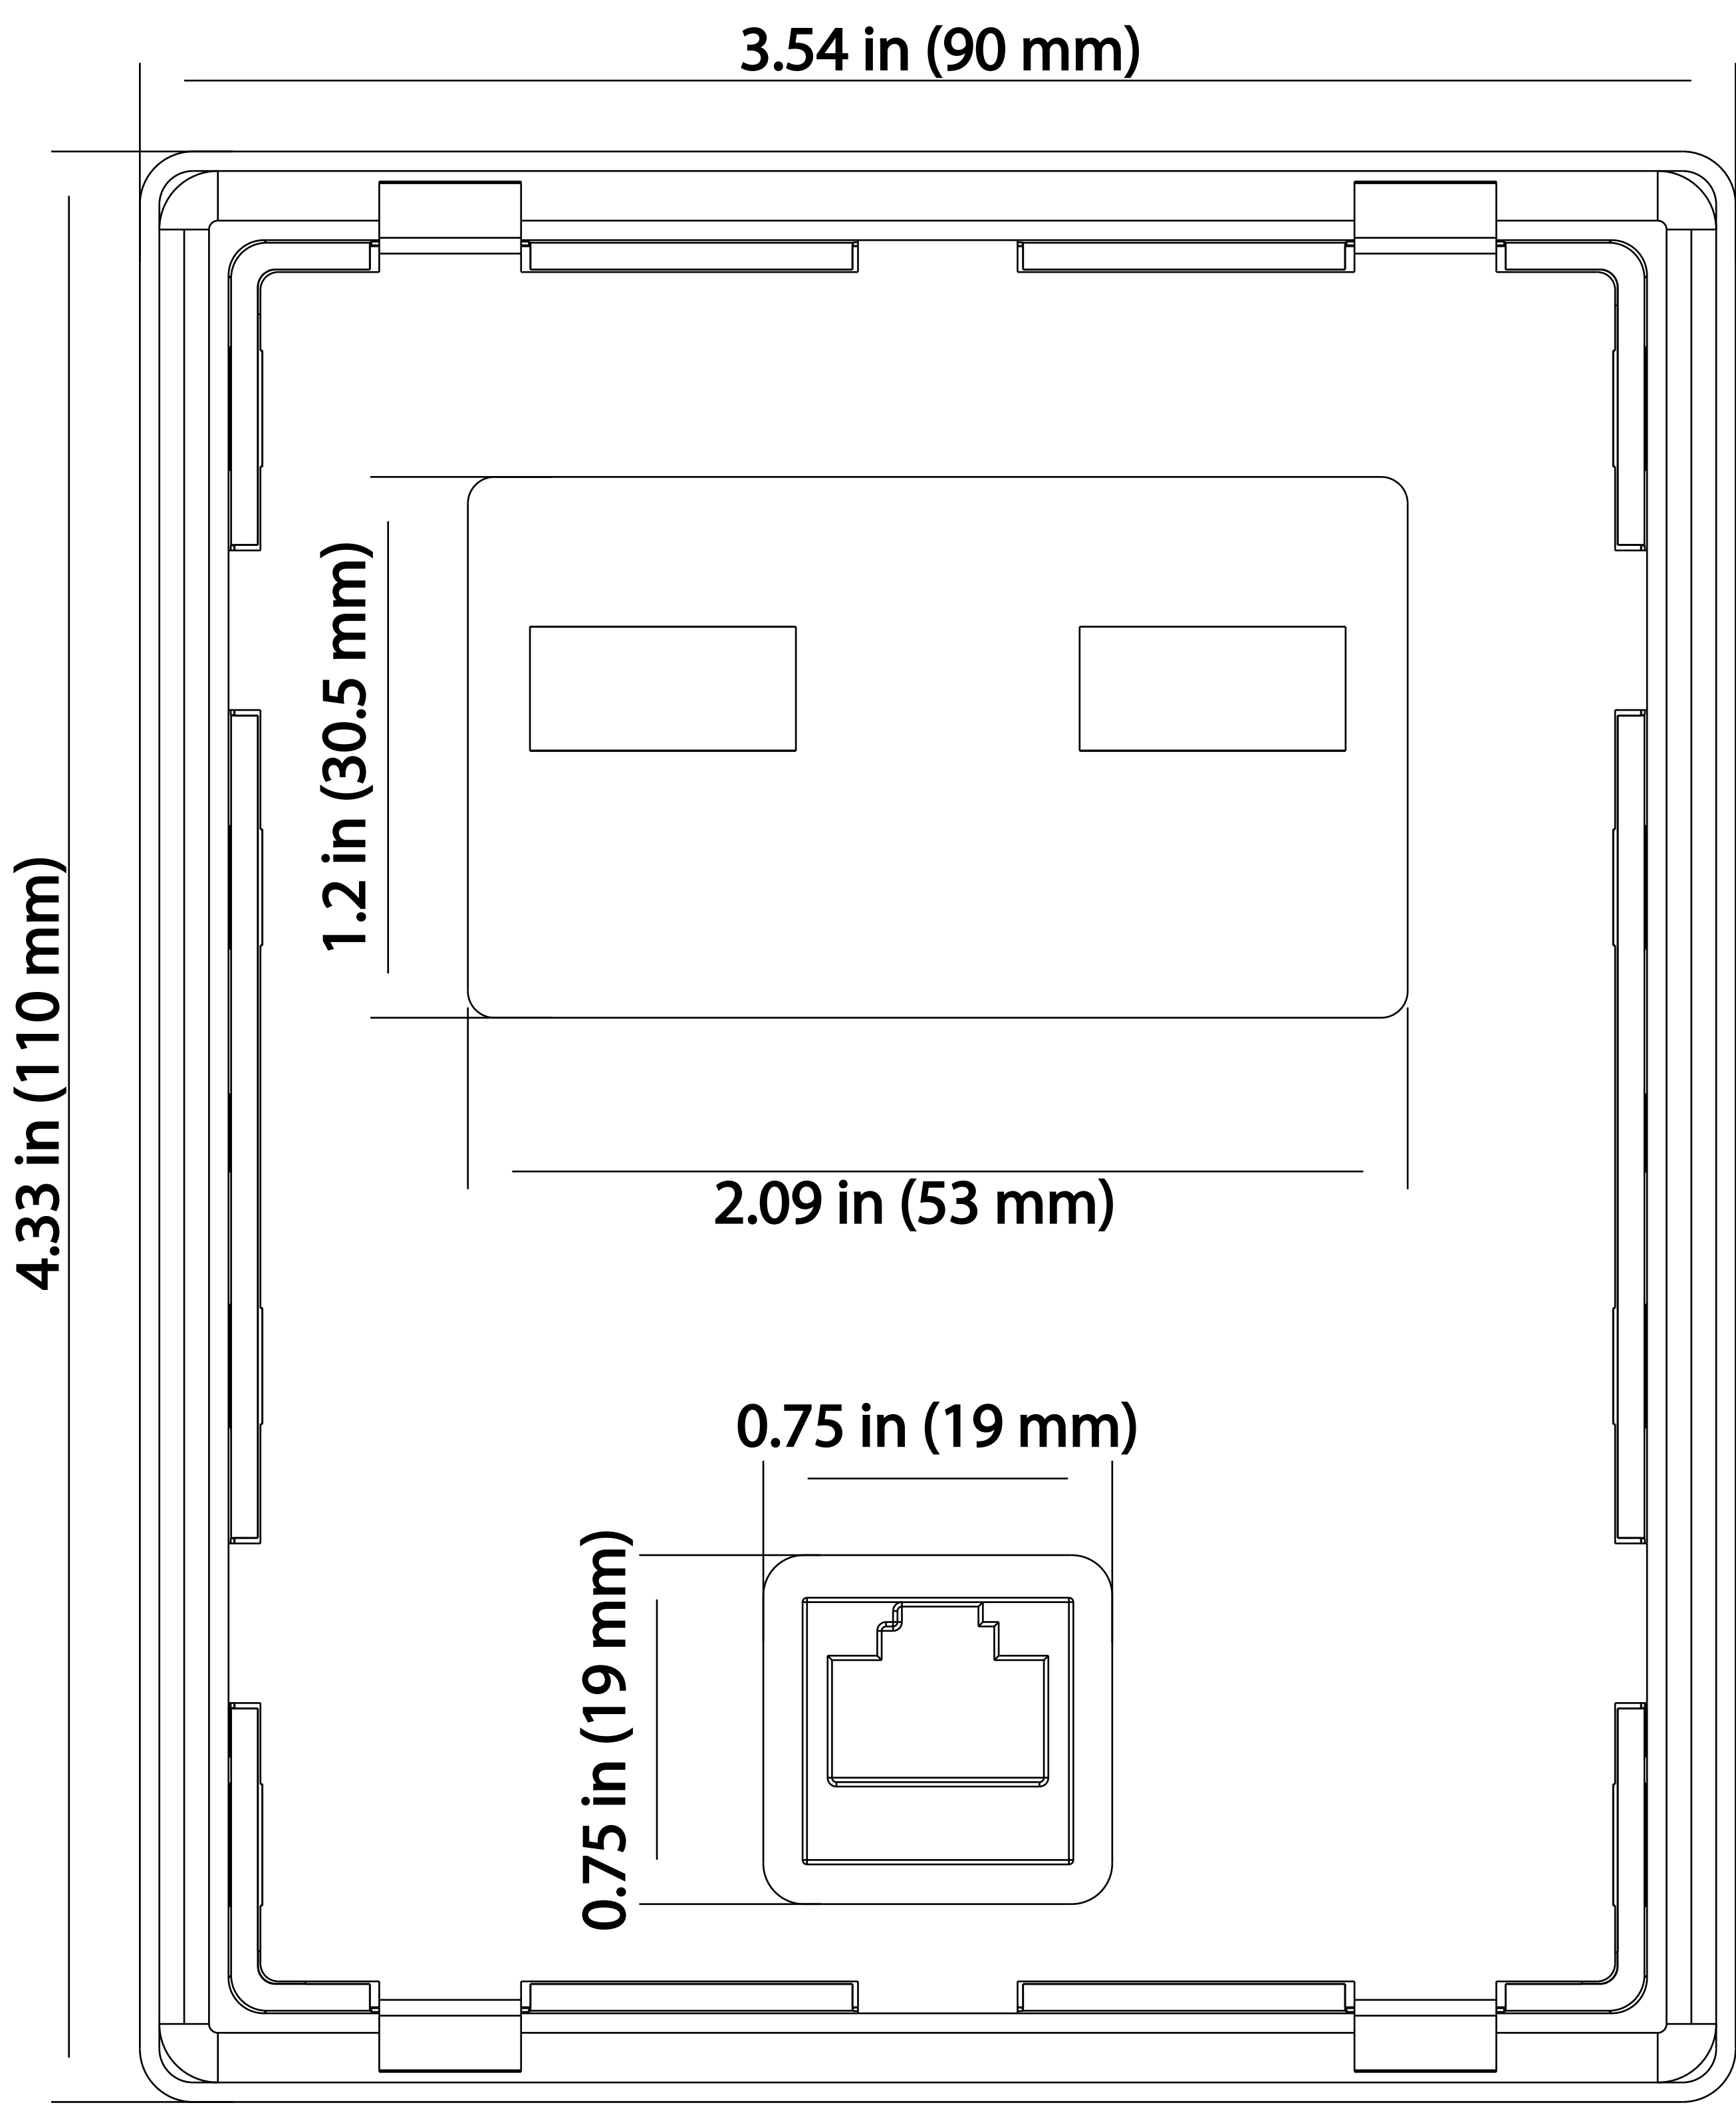 3.54 in (90 mm)
1.2 in (30.5 mm)
4.33 in (110 mm)
2.09 in (53 mm)
0.75 in (19 mm)
0.75 in (19 mm)